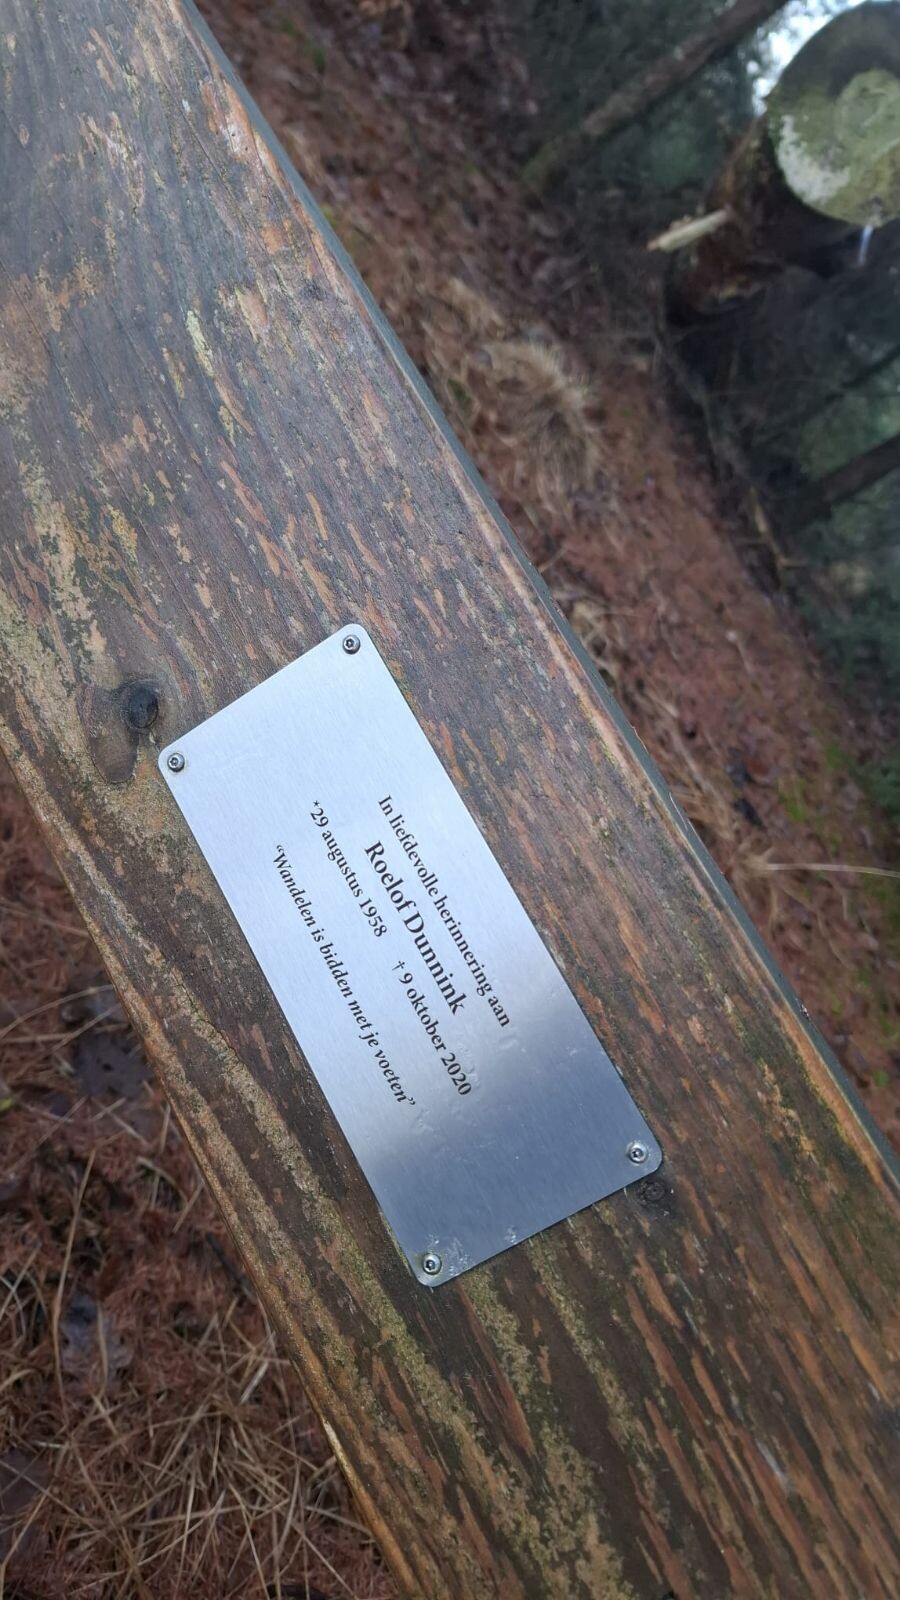 In liefdevolle herinnering aan
Roelof Dunnink
*29 augustus 1958 † 9 oktober 2020
“Wandelen is bidden met je voeten”